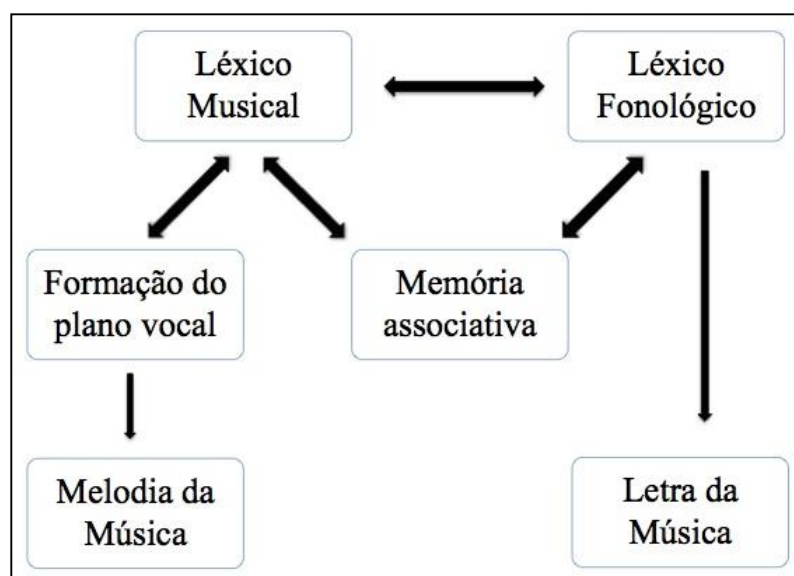 Léxico
Musical
Léxico
Fonológico
Formação do
plano vocal
Memória
associativa
Melodia da
Música
Letra da
Música